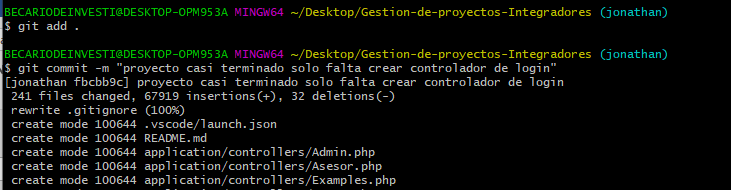 BECARIODEINVESTI@DESKTOP-OPM953A MINGW64 ~/Desktop/Gestion-de-proyectos-Integradores (jonathan)
$ git add .
BECARIODEINVESTI@DESKTOP-OPM953A MINGW64 ~/Desktop/Gestion-de-proyectos-Integradores (jonathan)
$ git commit -m "proyecto casi terminado solo falta crear controlador de login"
[jonathan fbcbb9c] proyecto casi terminado solo falta crear controlador de login
 241 files changed, 67919 insertions(+), 32 deletions(-)
 rewrite .gitignore (100%)
 create mode 100644 .vscode/launch.json
 create mode 100644 README.md
 create mode 100644 application/controllers/Admin.php
 create mode 100644 application/controllers/Asesor.php
 create mode 100644 application/controllers/Examples.php